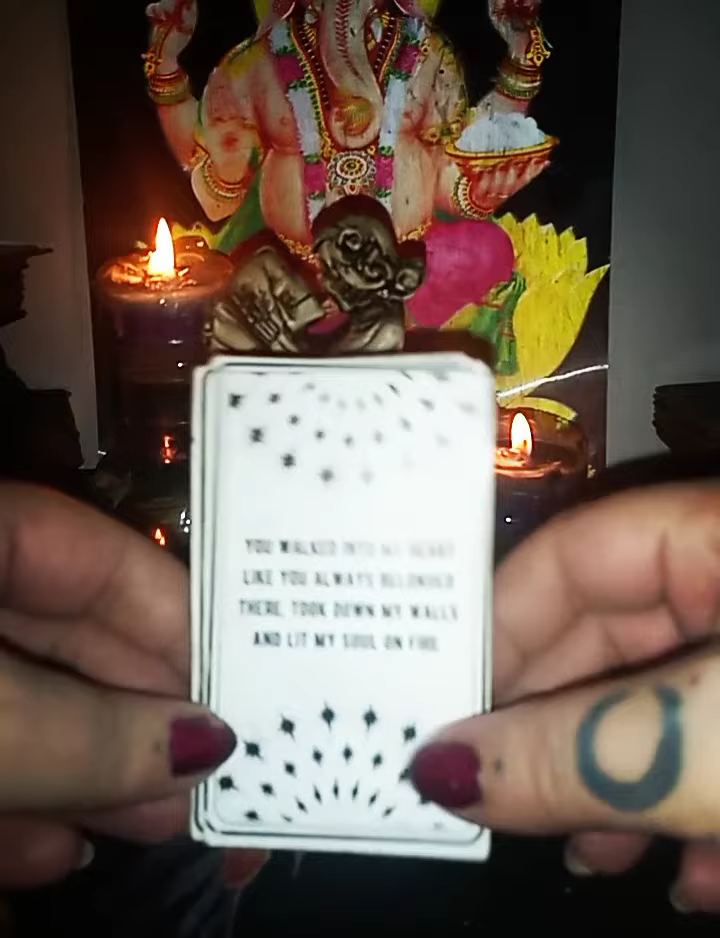 YOU WALKED INTO MY HEART
LIKE YOU ALWAYS BELONGED
THERE, TOOK DOWN MY WALLS
AND LIT MY SOUL ON FIRE